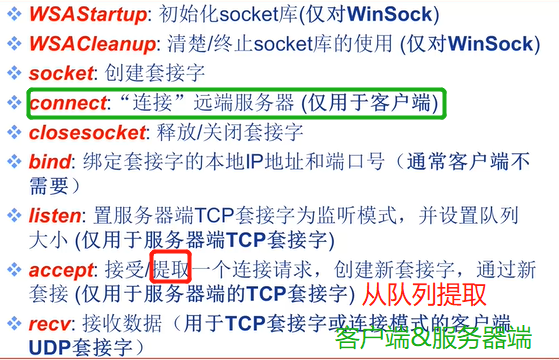 WSAStartup: 初始化socket库(仅对WinSock)
WSACleanup: 清楚/终止socket库的使用 (仅对WinSock)
socket: 创建套接字
connect: “连接”远端服务器 (仅用于客户端)
closesocket: 释放/关闭套接字
bind: 绑定套接字的本地IP地址和端口号（通常客户端不
需要）
listen: 置服务器端TCP套接字为监听模式，并设置队列
大小 (仅用于服务器端TCP套接字)
accept: 接受/提取一个连接请求，创建新套接字，通过新
套接 (仅用于服务器端的TCP套接字)
从队列提取
recv: 接收数据（用于TCP套接字或连接模式的客户端
UDP套接字）
客户端&服务器端